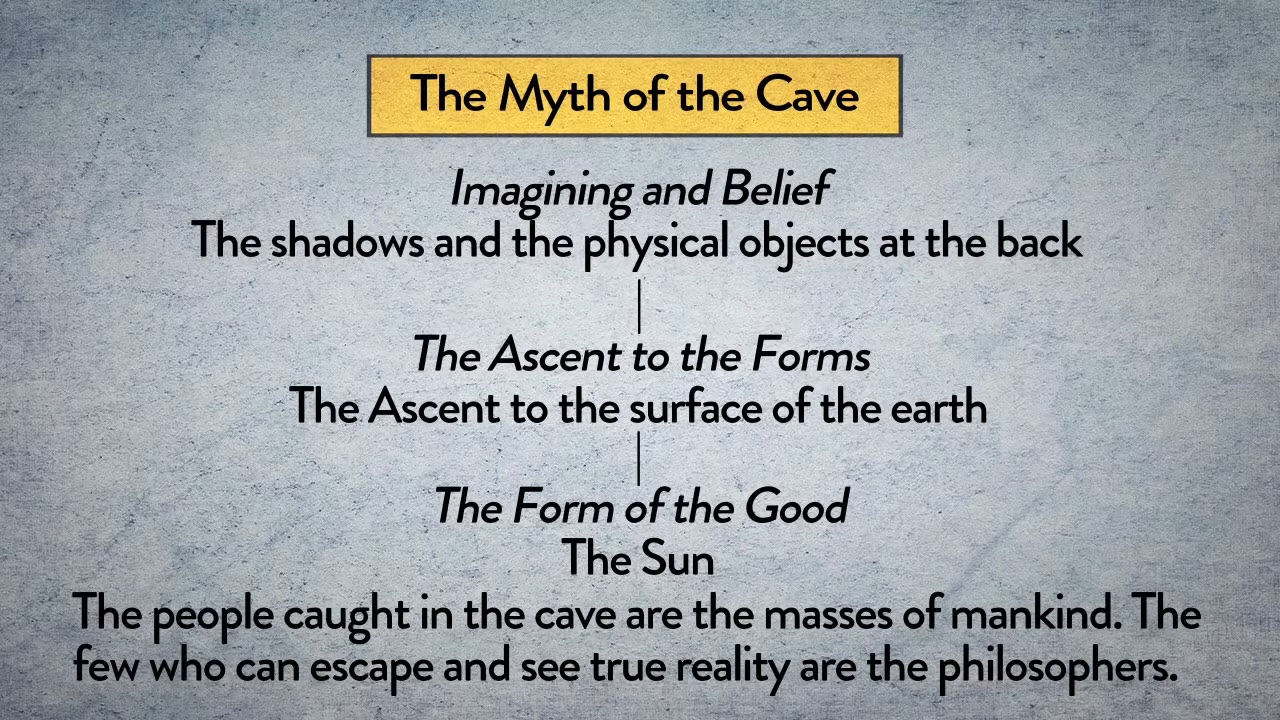 The Myth of the Cave
Imagining and Belief
The shadows and the physical objects at the back
The Ascent to the Forms
The Ascent to the surface of the earth
The Form of the Good
The Sun
The people caught in the cave are the masses of mankind. The
few who can escape and see true reality are the philosophers.